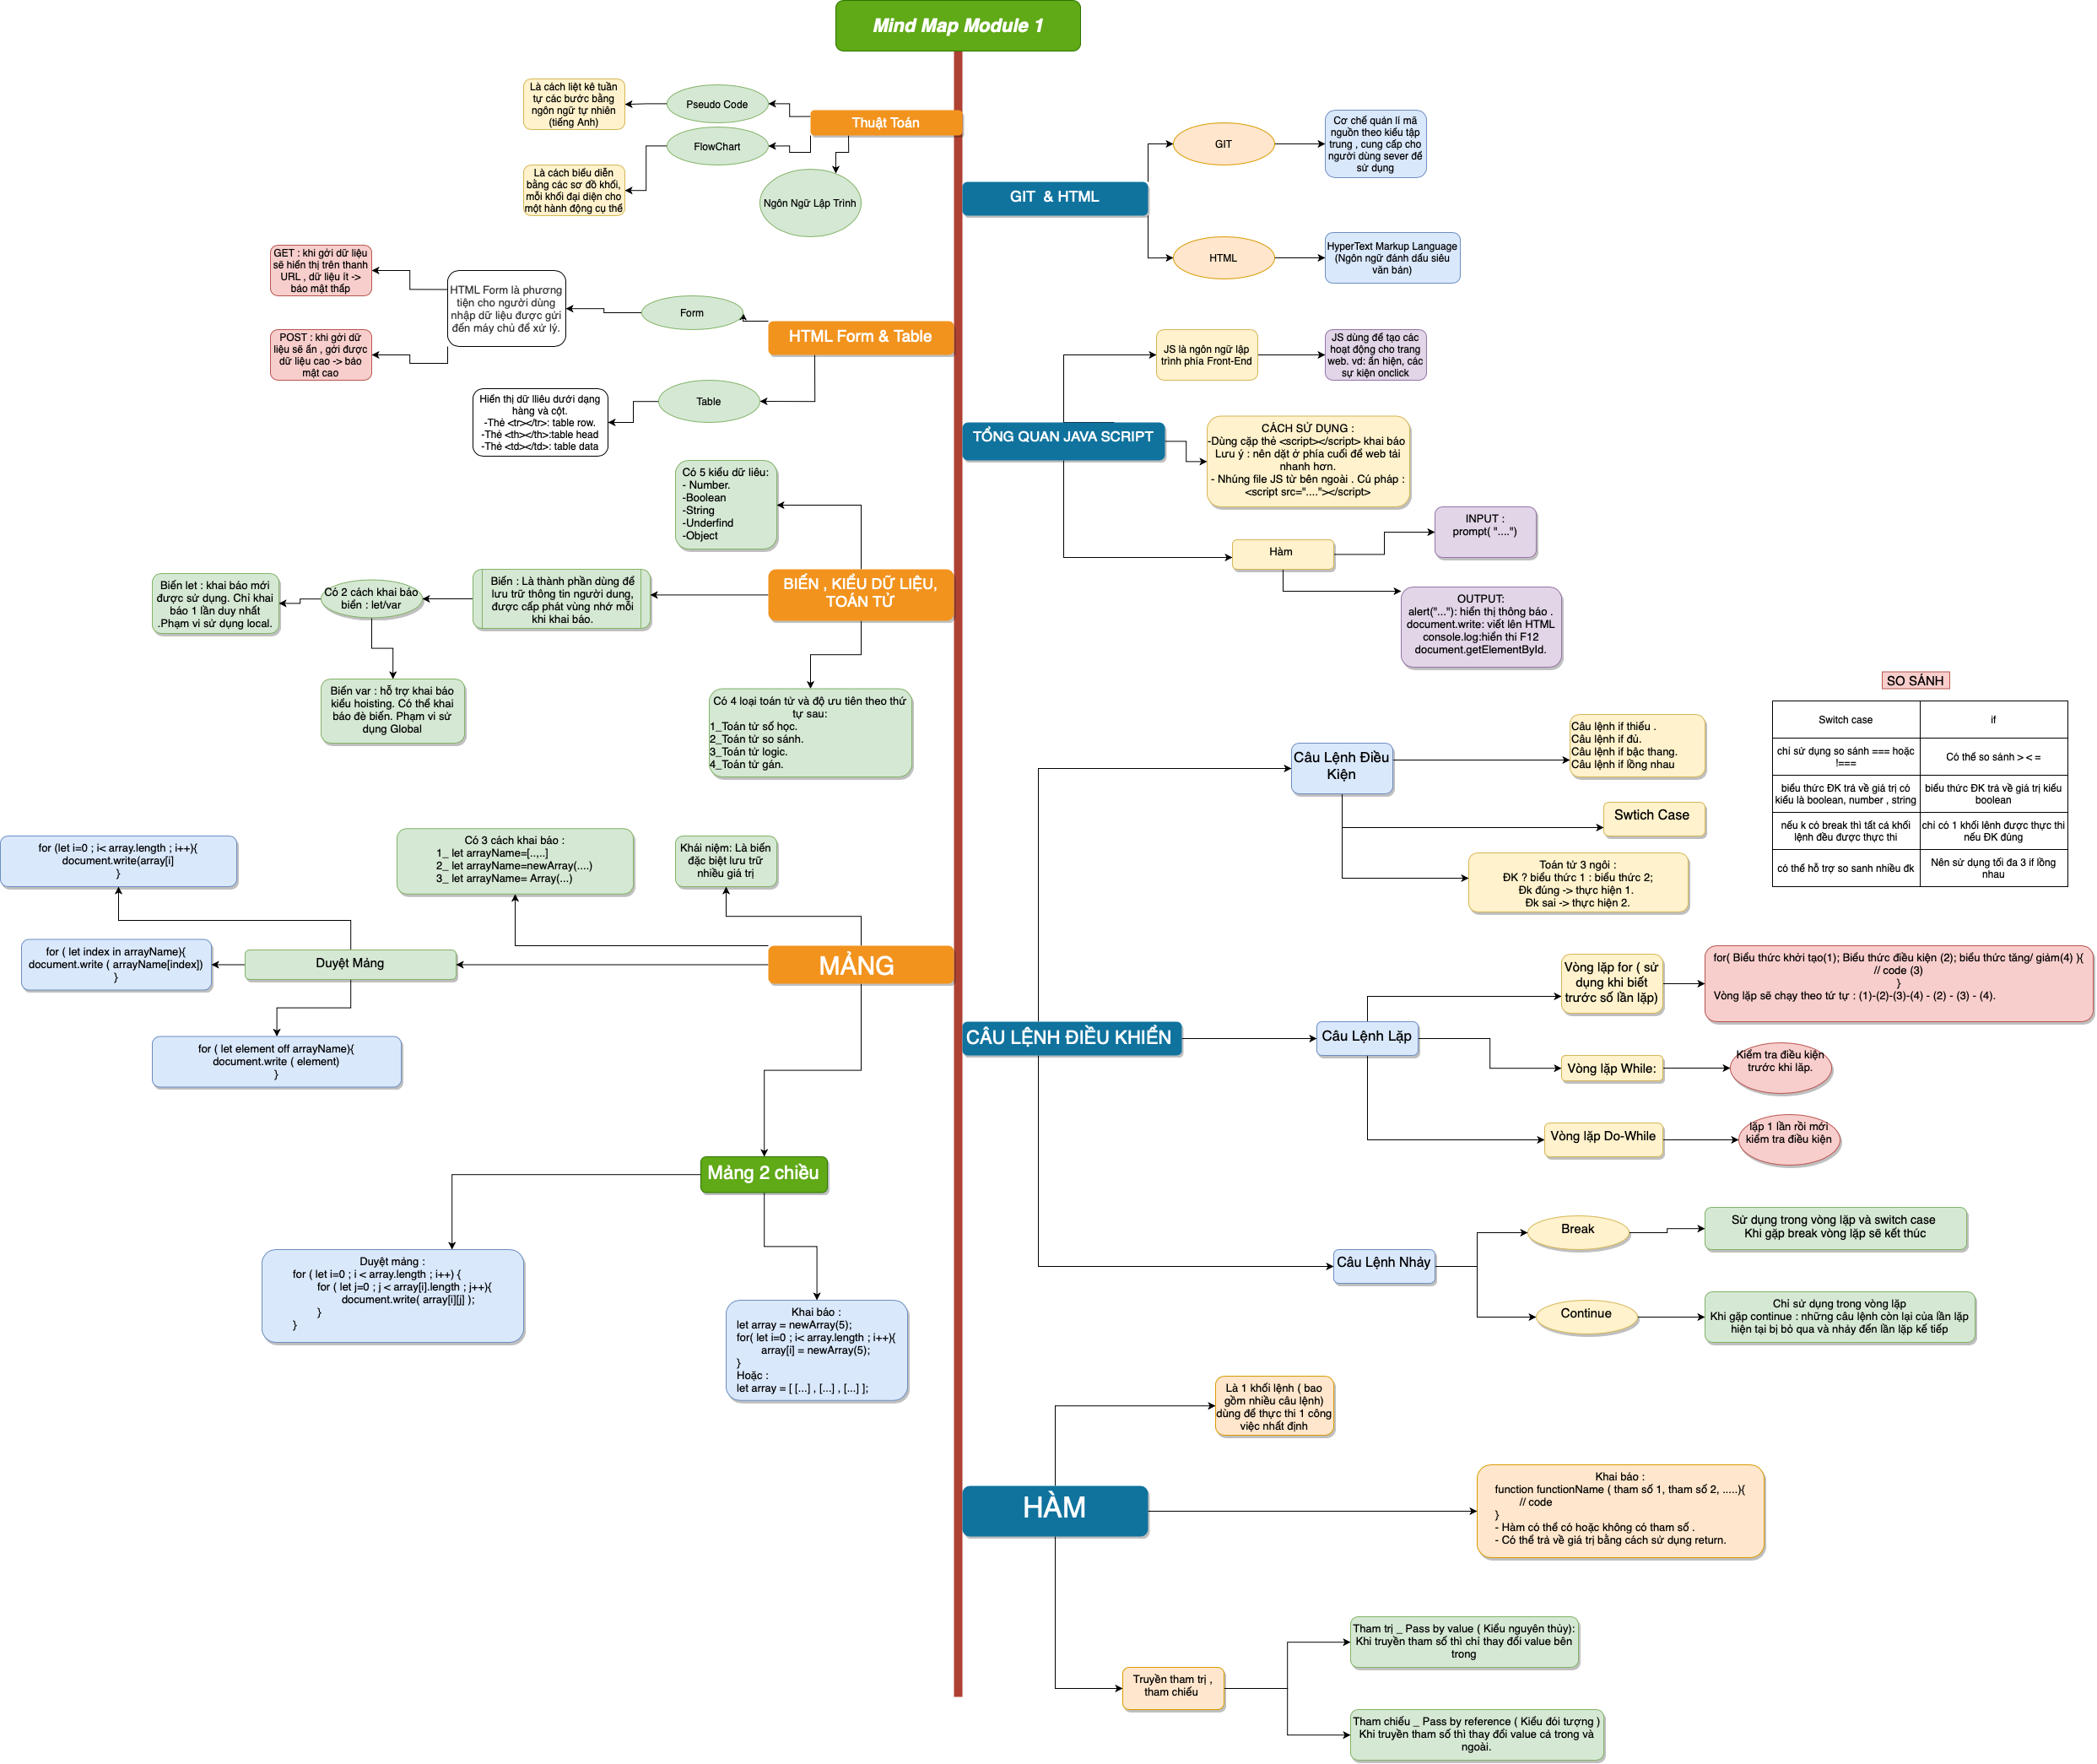 Mind Map Module 1
Thuật Toán
Pseudo Code
Là cách liệt kê tuần
tự các bước bằng
ngôn ngữ tự nhiên
(tiếng Anh)
FlowChart
Là cách biểu diễn
bằng các sơ đồ khối,
mỗi khối đại diện cho
một hành động cụ thể
Ngôn Ngữ Lập Trình
GIT & HTML
GIT
Cơ chế quản lí mã
nguồn theo kiểu tập
trung , cung cấp cho
người dùng sever để
sử dụng
HTML
HyperText Markup Language
(Ngôn ngữ đánh dấu siêu
văn bản)
HTML Form & Table
Form
HTML Form là phương
tiện cho người dùng
nhập dữ liệu được gửi
đến máy chủ để xử lý.
GET : khi gởi dữ liệu
sẽ hiển thị trên thanh
URL , dữ liệu ít ->
bảo mật thấp
POST : khi gởi dữ
liệu sẽ ẩn , gởi được
dữ liệu cao -> bảo
mật cao
Table
Hiển thị dữ lliêu dưới dạng
hàng và cột.
-Thẻ <tr></tr>: table row.
-Thẻ <th></th>:table head
-Thẻ <td></td>: table data
TỔNG QUAN JAVA SCRIPT
JS là ngôn ngữ lập
trình phía Front-End
JS dùng để tạo các
hoạt động cho trang
web. vd: ẩn hiện, các
sự kiện onclick
CÁCH SỬ DỤNG :
-Dùng cặp thẻ <script></script> khai báo
Lưu ý : nên dặt ở phía cuối để web tải
nhanh hơn.
- Nhúng file JS từ bên ngoài . Cú pháp :
<script src="...."></script>
Hàm
INPUT :
prompt( "....")
OUTPUT:
alert("..."): hiển thị thông báo .
document.write: viết lên HTML
console.log:hiển thi F12
document.getElementById.
BIẾN , KIỂU DỮ LIỆU,
TOÁN TỬ
Có 5 kiểu dữ liêu:
- Number.
-Boolean
-String
-Underfind
-Object
Biến : Là thành phần dùng để
lưu trữ thông tin người dung,
được cấp phát vùng nhớ mỗi
khi khai báo.
Có 2 cách khai báo
biến : let/var
Biến let : khai báo mới
được sử dụng. Chỉ khai
báo 1 lần duy nhất
.Phạm vi sử dụng local.
Biến var : hỗ trợ khai báo
kiểu hoisting. Có thể khai
báo đè biến. Phạm vi sử
dụng Global
Có 4 loại toán tử và độ ưu tiên theo thứ
tự sau:
1_Toán tử số học.
2_Toán tử so sánh.
3_Toán tử logic.
4_Toán tử gán.
CÂU LỆNH ĐIỀU KHIỂN
Câu Lệnh Điều
Kiện
Câu lệnh if thiếu .
Câu lệnh if đủ.
Câu lệnh if bậc thang.
Câu lệnh if lồng nhau
Swtich Case
Toán tử 3 ngôi :
ĐK ? biểu thức 1 : biểu thức 2;
Đk đúng -> thực hiện 1.
Đk sai -> thực hiện 2.
SO SÁNH
Switch case
if
chỉ sử dụng so sánh === hoặc
!===
Có thể so sánh > < =
biểu thức ĐK trả về giá trị có
kiểu là boolean, number , string
biểu thức ĐK trả về giá trị kiểu
boolean
nếu k có break thì tất cả khối
lệnh đều được thực thi
chỉ có 1 khối lênh được thực thi
nếu ĐK đúng
có thể hỗ trợ so sanh nhiều đk
Nên sử dụng tối đa 3 if lồng
nhau
Câu Lệnh Lặp
Vòng lặp for ( sử
dụng khi biết
trước số lần lặp)
for( Biểu thức khởi tạo(1); Biểu thức điều kiện (2); biểu thức tăng/ giảm(4) ){
// code (3)
}
Vòng lặp sẽ chạy theo tứ tự : (1)-(2)-(3)-(4) - (2) - (3) - (4).
Vòng lặp While:
Kiểm tra điều kiện
trước khi lặp.
Vòng lặp Do-While
lặp 1 lần rồi mới
kiểm tra điều kiện
Câu Lệnh Nhảy
Break
Sử dụng trong vòng lặp và switch case
Khi gặp break vòng lặp sẽ kết thúc
Continue
Chỉ sử dụng trong vòng lặp
Khi gặp continue : những câu lệnh còn lại của lần lặp
hiện tại bị bỏ qua và nhảy đến lần lặp kế tiếp
MẢNG
Khái niệm: Là biến
đặc biệt lưu trữ
nhiều giá trị
Có 3 cách khai báo :
1_ let arrayName=[..,..]
2_ let arrayName=newArray(....)
3_ let arrayName= Array(...)
Duyệt Mảng
for (let i=0 ; i< array.length ; i++){
document.write(array[i]
}
for ( let index in arrayName){
document.write ( arrayName[index])
}
for ( let element off arrayName){
document.write ( element)
}
Mảng 2 chiều
Duyệt mảng :
for ( let i=0 ; i < array.length ; i++) {
for ( let j=0 ; j < array[i].length ; j++){
document.write( array[i][j] );
}
}
Khai báo :
let array = newArray(5);
for( let i=0 ; i< array.length ; i++){
array[i] = newArray(5);
}
Hoặc :
let array = [ [...] , [...] , [...] ];
HÀM
Là 1 khối lệnh ( bao
gồm nhiều câu lệnh)
dùng để thực thi 1 công
việc nhất định
Khai báo :
function functionName ( tham số 1, tham số 2, .....){
// code
}
- Hàm có thể có hoặc không có tham số .
- Có thể trả về giá trị bằng cách sử dụng return.
Truyền tham trị ,
tham chiếu
Tham trị _ Pass by value ( Kiểu nguyên thủy):
Khi truyền tham số thì chỉ thay đổi value bên
trong
Tham chiếu _ Pass by reference ( Kiểu đói tượng )
Khi truyền tham số thì thay đổi value cả trong và
ngoài.